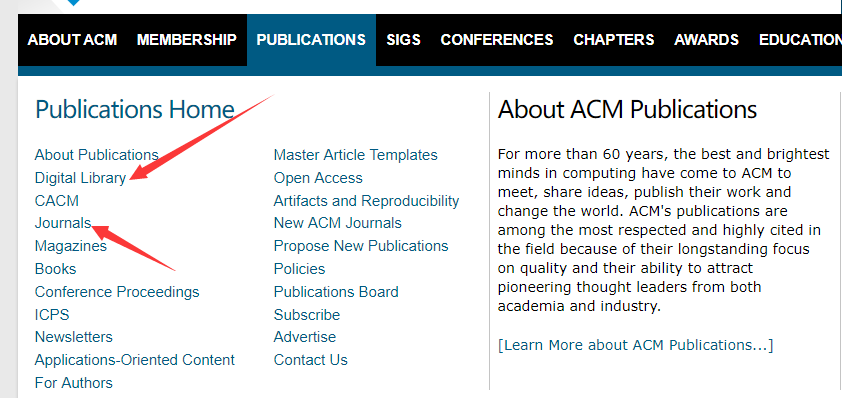 ABOUT ACM MEMBERSHIP PUBLICATIONS SIGS CONFERENCES CHAPTERS AWARDS EDUCATION
Publications Home
About Publications
Digital Library
CACM
Journals
Magazines
Books
Conference Proceedings
ICPS
Newsletters
Applications-Oriented Content
For Authors
Master Article Templates
Open Access
Artifacts and Reproducibility
New ACM Journals
Propose New Publications
Policies
Publications Board
Subscribe
Advertise
Contact Us
About ACM Publications
For more than 60 years, the best and brightest
minds in computing have come to ACM to
meet, share ideas, publish their work and
change the world. ACM's publications are
among the most respected and highly cited in
the field because of their longstanding focus
on quality and their ability to attract
pioneering thought leaders from both
academia and industry.
[Learn More about ACM Publications...]